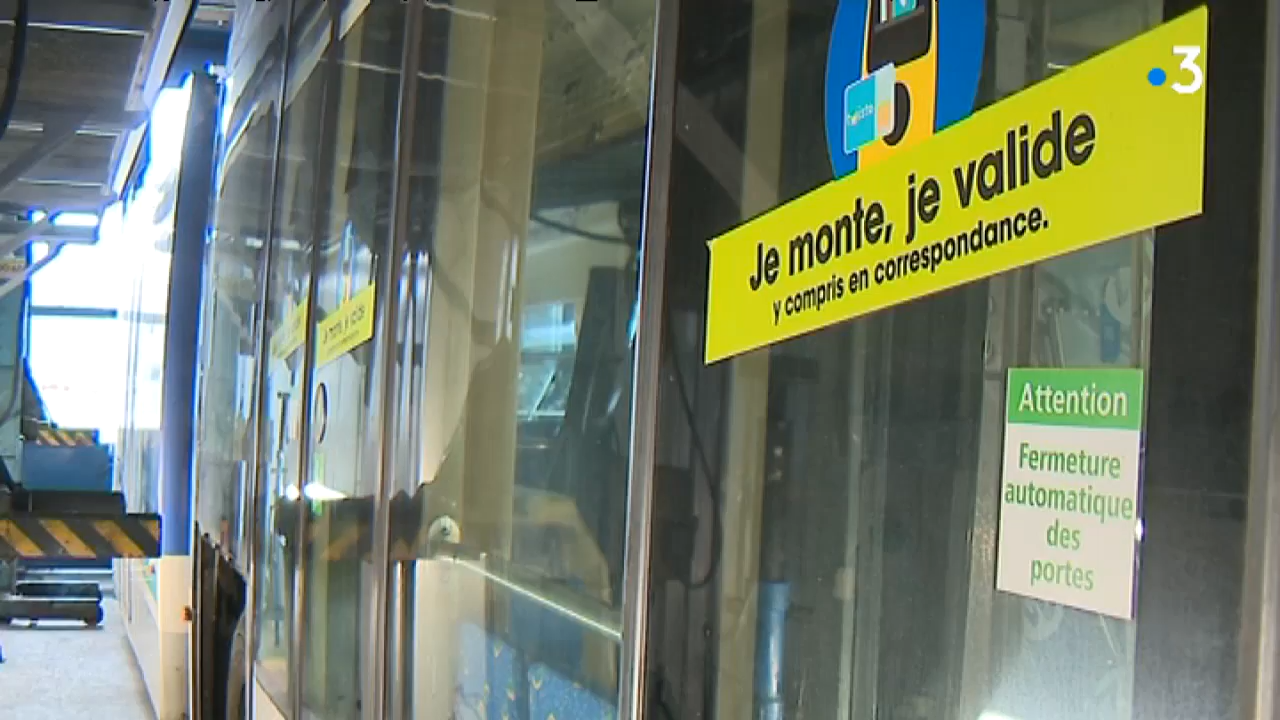 3
Je monte, je valide
y compris en correspondance.
Attention
Fermeture
automatique
des
portes